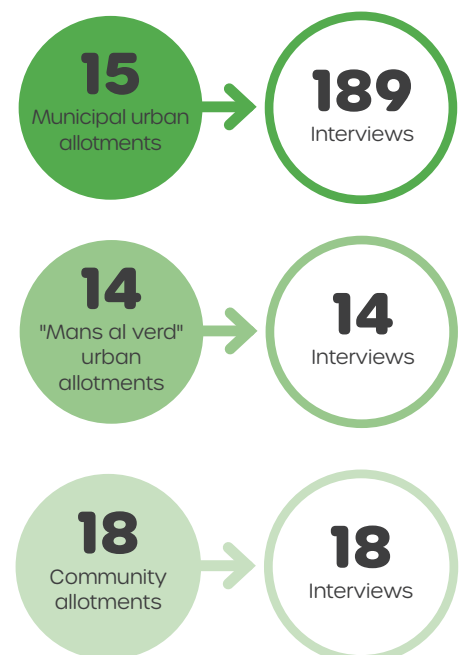 15
Municipal urban
allotments
189
Interviews
14
"Mans al verd"
urban
allotments
14
Interviews
18
Community
allotments
18
Interviews